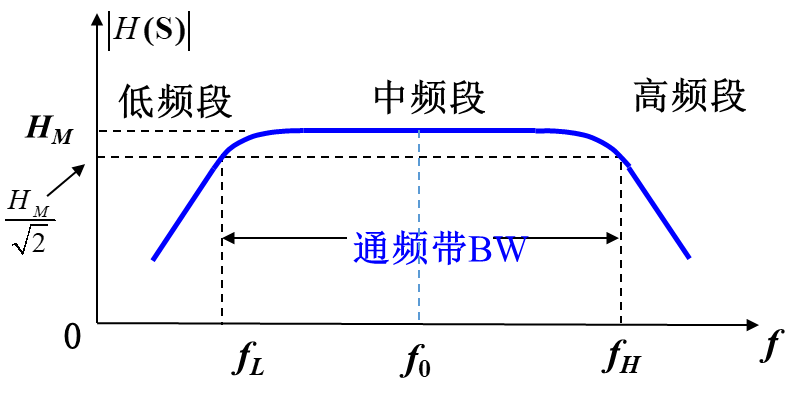 |H(S)|
低频段 中频段 高频段
H_M
H_M/√2
通频带BW
0
f_L f_0 f_H f